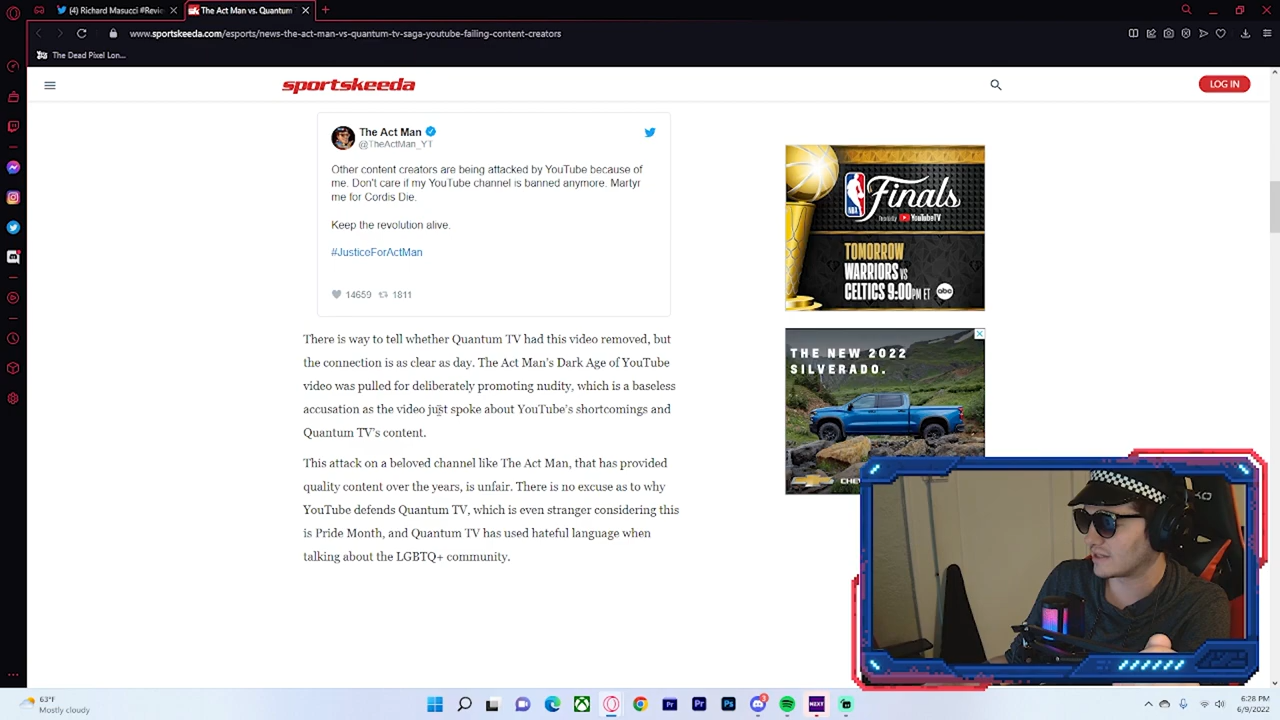 (4) Richard Masucci #Revie
The Act Man vs. Quantum
www.sportskeeda.com/esports/news-the-act-man-vs-quantum-tv-saga-youtube-failing-content-creators
The Dead Pixel Lon...
sportskeeda
LOG IN
The Act Man
@TheActMan_YT
Other content creators are being attacked by YouTube because of
me. Don't care if my YouTube channel is banned anymore. Martyr
me for Cordis Die.
Keep the revolution alive.
#JusticeForActMan
14659 1811
There is way to tell whether Quantum TV had this video removed, but
the connection is as clear as day. The Act Man's Dark Age of YouTube
video was pulled for deliberately promoting nudity, which is a baseless
accusation as the video just spoke about YouTube's shortcomings and
Quantum TV's content.
This attack on a beloved channel like The Act Man, that has provided
quality content over the years, is unfair. There is no excuse as to why
YouTube defends Quantum TV, which is even stranger considering this
is Pride Month, and Quantum TV has used hateful language when
talking about the LGBTQ+ community.
NBA
Finals
YouTubeTV
TOMORROW
WARRIORS VS
CELTICS 9:00PM ET abc
THE NEW 2022
SILVERADO.
63°F
Mostly cloudy
Pr
Pr
Ps
NEXT
6:28 PM
6/9/2022